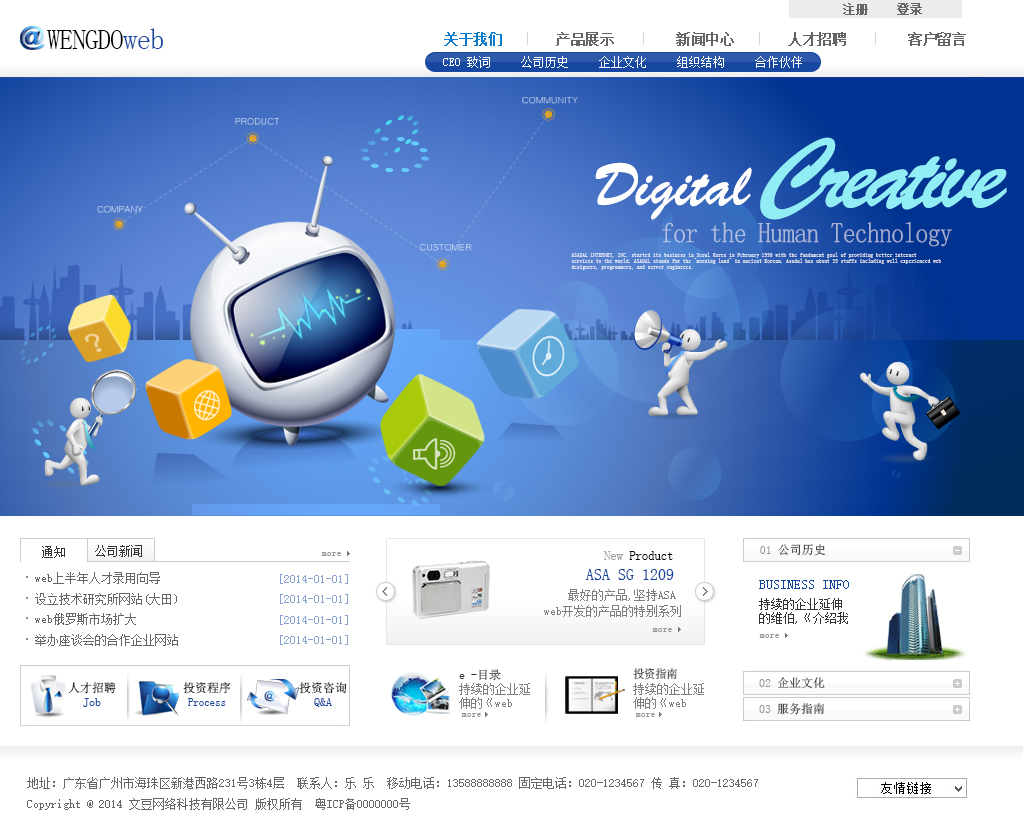 注册 登录
@WENGDOweb
关于我们 产品展示 新闻中心 人才招聘 客户留言
CEO 致词 公司历史 企业文化 组织结构 合作伙伴
COMMUNITY
PRODUCT
COMPANY
CUSTOMER
Digital Creative
for the Human Technology
ASADAL INTERNET, INC. started its business in Seoul Korea in February 1998 with the fundament goal of providing better internet
services to the world. ASADAL stands for the "morning land" in ancient Korean. Asadal has about 35 staffs including well experienced web
designers, programmers, and server engineers.
?
通知 公司新闻 more
· web上半年人才录用向导 [2014-01-01]
· 设立技术研究所网站(大田) [2014-01-01]
· web俄罗斯市场扩大 [2014-01-01]
· 举办座谈会的合作企业网站 [2014-01-01]
人才招聘
Job
投资程序
Process
@
投资咨询
Q&A
New Product
ASA SG 1209
最好的产品,坚持ASA
web开发的产品的特别系列
more
e -目录
持续的企业延
伸的《web
more
投资指南
持续的企业延
伸的《web
more
01 公司历史
BUSINESS INFO
持续的企业延伸
的维伯,《介绍我
more
02 企业文化
03 服务指南
地址：广东省广州市海珠区新港西路231号3栋4层 联系人：乐 乐 移动电话：13588888888 固定电话：020-1234567 传 真：020-1234567
Copyright @ 2014 文豆网络科技有限公司 版权所有 粤ICP备0000000号
友情链接